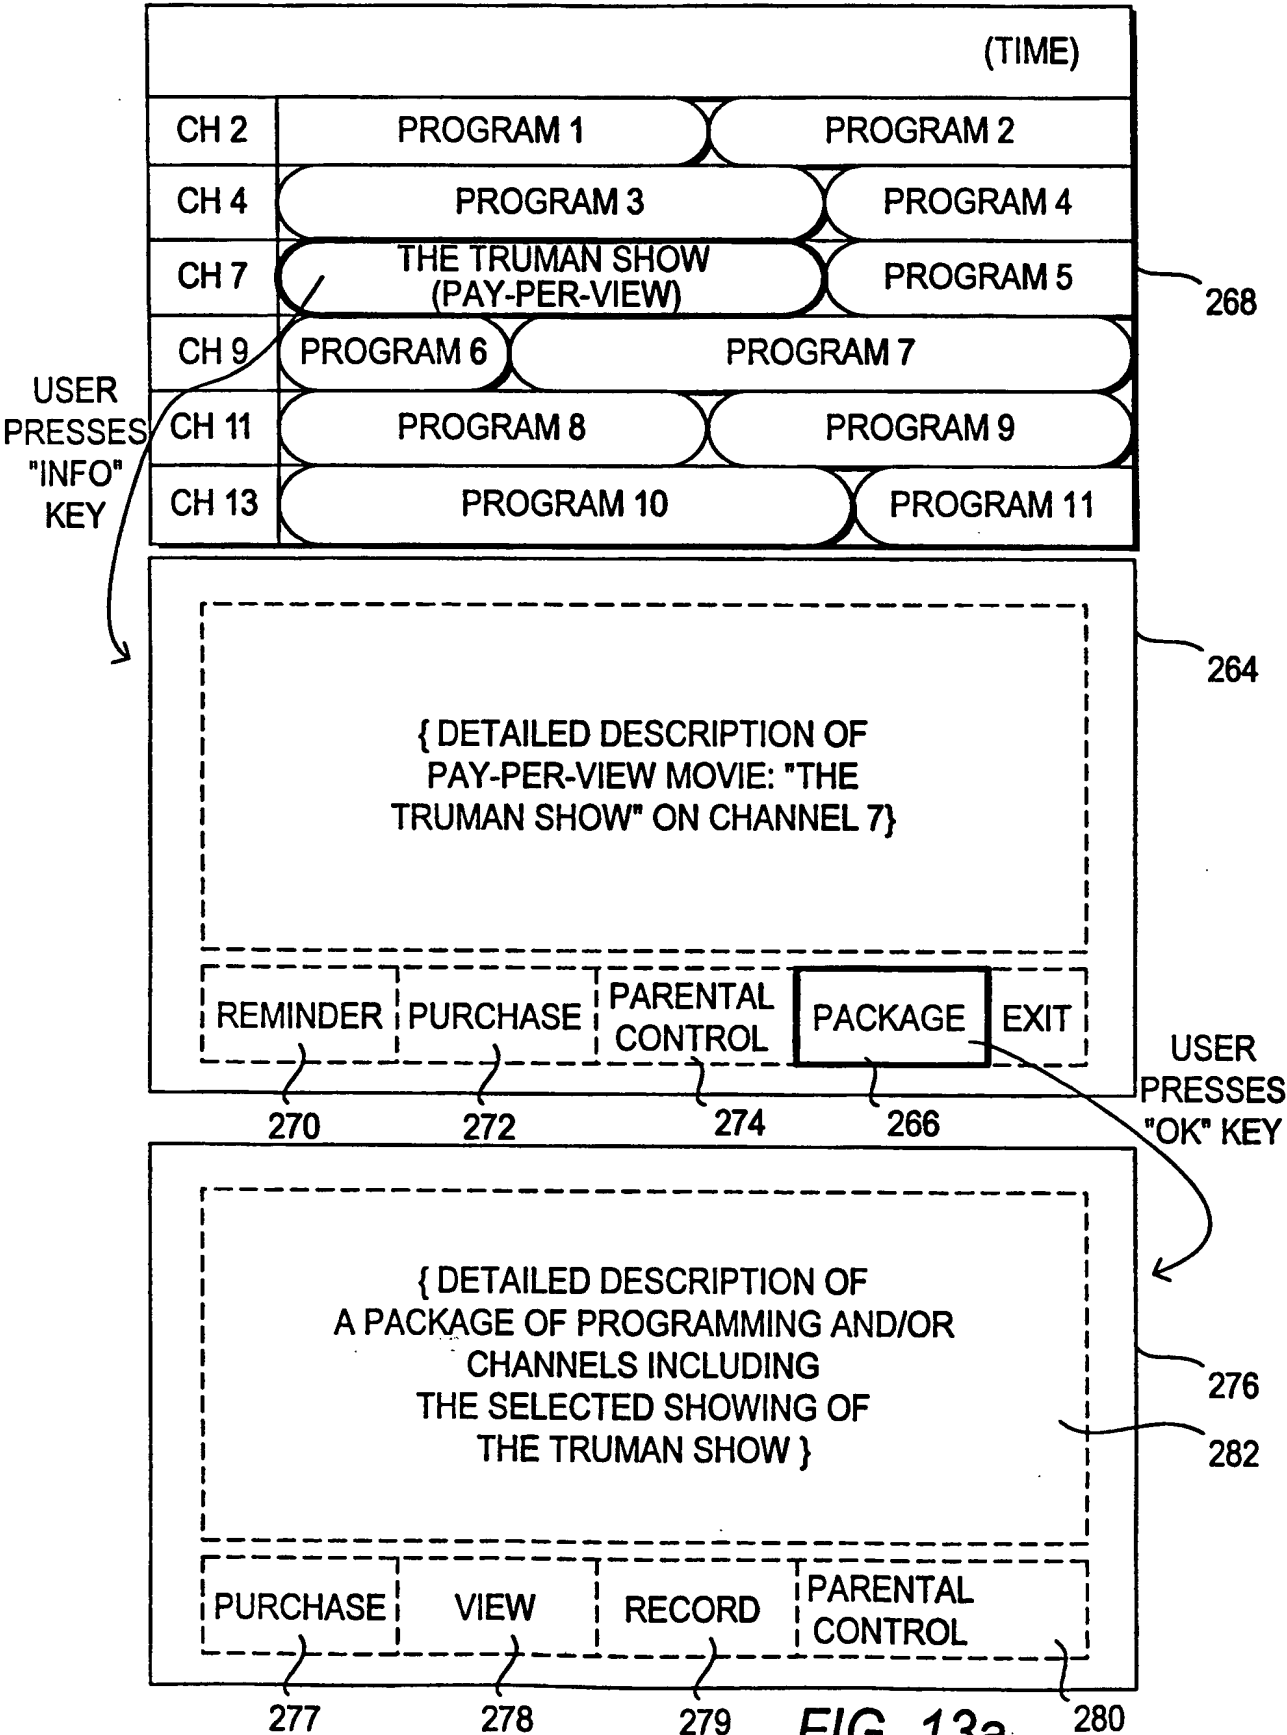 (TIME)
CH 2 PROGRAM 1 PROGRAM 2
CH 4 PROGRAM 3 PROGRAM 4
CH 7 THE TRUMAN SHOW
(PAY-PER-VIEW) PROGRAM 5
268
CH 9 PROGRAM 6 PROGRAM 7
CH 11 PROGRAM 8 PROGRAM 9
CH 13 PROGRAM 10 PROGRAM 11
USER
PRESSES
"INFO"
KEY
264
{ DETAILED DESCRIPTION OF
PAY-PER-VIEW MOVIE: "THE
TRUMAN SHOW" ON CHANNEL 7}
REMINDER PURCHASE PARENTAL
CONTROL PACKAGE EXIT
270 272 274 266
USER
PRESSES
"OK" KEY
{ DETAILED DESCRIPTION OF
A PACKAGE OF PROGRAMMING AND/OR
CHANNELS INCLUDING
THE SELECTED SHOWING OF
THE TRUMAN SHOW }
276
282
PURCHASE VIEW RECORD PARENTAL
CONTROL
277 278 279 280
FIG. 13a